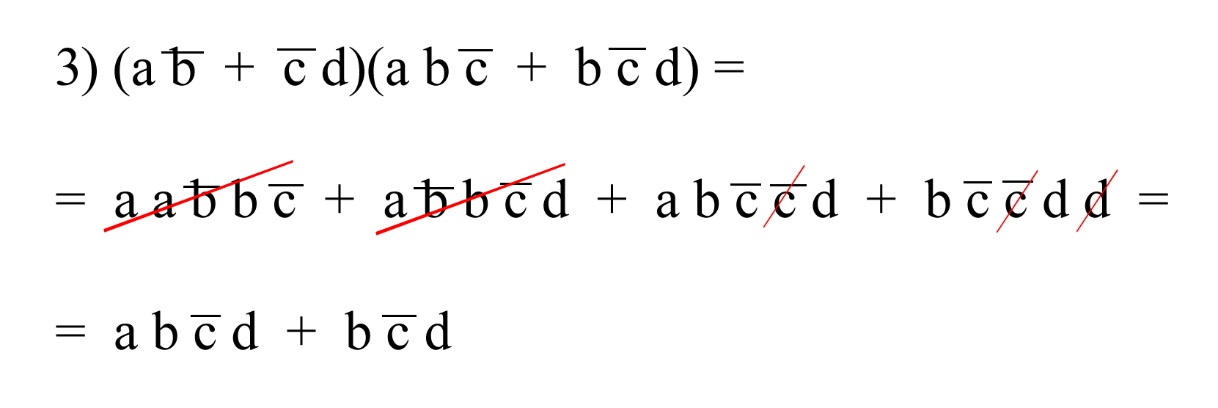 3) (a b̅ + c̅ d)(a b c̅ + b c̅ d) =
= a a b̅ b c̅ + a b̅ b c̅ d + a b c̅ c̅ d + b c̅ c̅ d d =
= a b c̅ d + b c̅ d